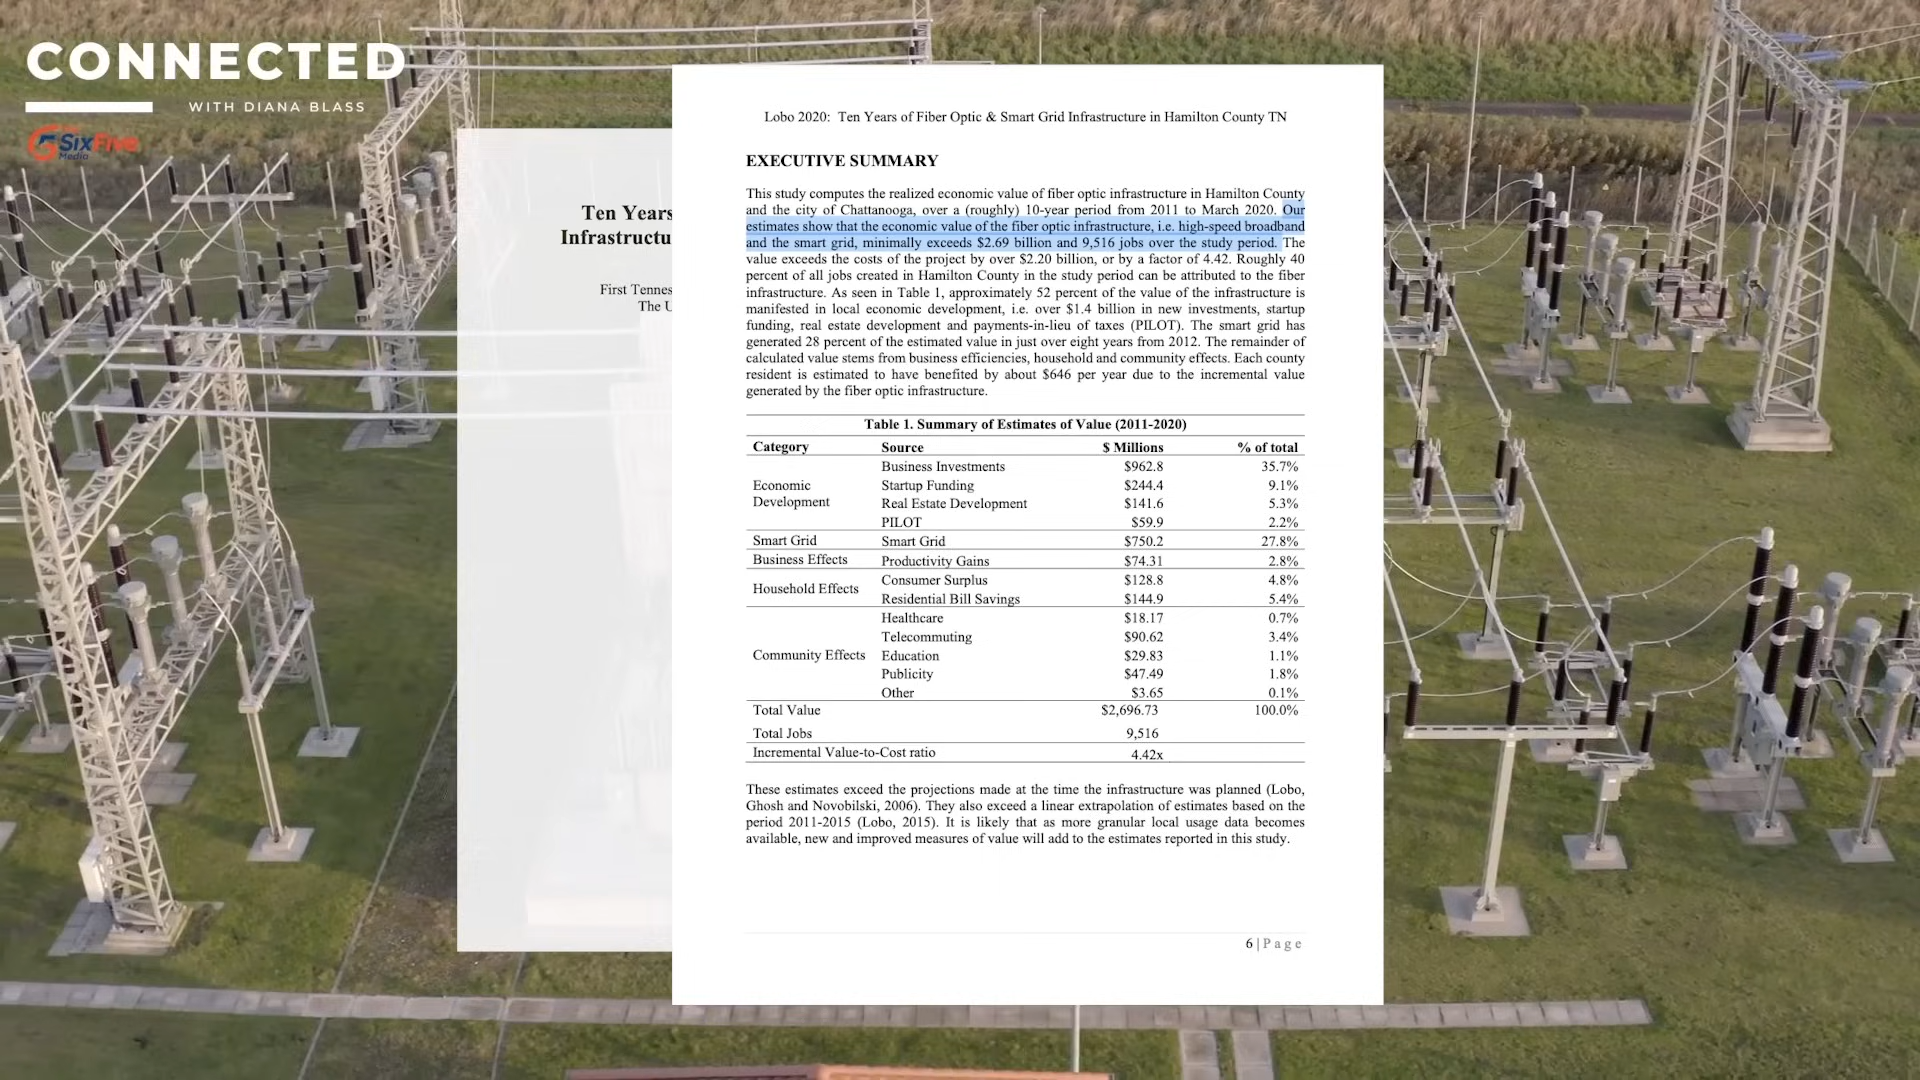 CONNECTED
WITH DIANA BLASS
SixFive
Media
Ten Years
Infrastructu
First Tennes
The U
Lobo 2020: Ten Years of Fiber Optic & Smart Grid Infrastructure in Hamilton County TN
EXECUTIVE SUMMARY
This study computes the realized economic value of fiber optic infrastructure in Hamilton County
and the city of Chattanooga, over a (roughly) 10-year period from 2011 to March 2020. Our
estimates show that the economic value of the fiber optic infrastructure, i.e. high-speed broadband
and the smart grid, minimally exceeds $2.69 billion and 9,516 jobs over the study period. The
value exceeds the costs of the project by over $2.20 billion, or by a factor of 4.42. Roughly 40
percent of all jobs created in Hamilton County in the study period can be attributed to the fiber
infrastructure. As seen in Table 1, approximately 52 percent of the value of the infrastructure is
manifested in local economic development, i.e. over $1.4 billion in new investments, startup
funding, real estate development and payments-in-lieu of taxes (PILOT). The smart grid has
generated 28 percent of the estimated value in just over eight years from 2012. The remainder of
calculated value stems from business efficiencies, household and community effects. Each county
resident is estimated to have benefited by about $646 per year due to the incremental value
generated by the fiber optic infrastructure.
Table 1. Summary of Estimates of Value (2011-2020)
Category Source $ Millions % of total
Business Investments $962.8 35.7%
Economic Development Startup Funding $244.4 9.1%
Real Estate Development $141.6 5.3%
PILOT $59.9 2.2%
Smart Grid Smart Grid $750.2 27.8%
Business Effects Productivity Gains $74.31 2.8%
Household Effects Consumer Surplus $128.8 4.8%
Residential Bill Savings $144.9 5.4%
Healthcare $18.17 0.7%
Telecommuting $90.62 3.4%
Community Effects Education $29.83 1.1%
Publicity $47.49 1.8%
Other $3.65 0.1%
Total Value $2,696.73 100.0%
Total Jobs 9,516
Incremental Value-to-Cost ratio 4.42x
These estimates exceed the projections made at the time the infrastructure was planned (Lobo,
Ghosh and Novobilski, 2006). They also exceed a linear extrapolation of estimates based on the
period 2011-2015 (Lobo, 2015). It is likely that as more granular local usage data becomes
available, new and improved measures of value will add to the estimates reported in this study.
6 | Page